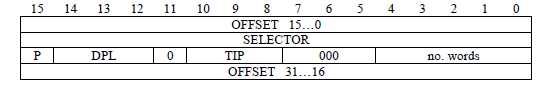 15 14 13 12 11 10 9 8 7 6 5 4 3 2 1 0
OFFSET 15…0
SELECTOR
P DPL 0 TIP 000 no. words
OFFSET 31…16